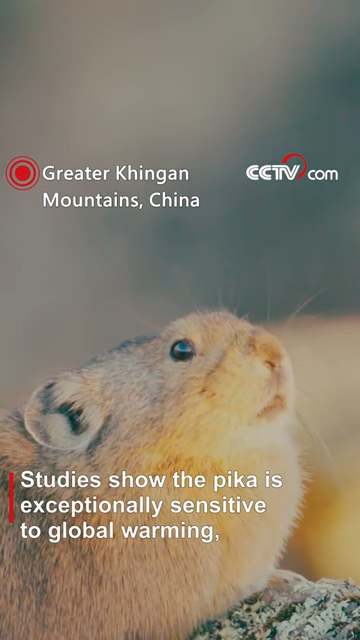 Greater Khingan
Mountains, China
CCTV com
Studies show the pika is
exceptionally sensitive
to global warming,